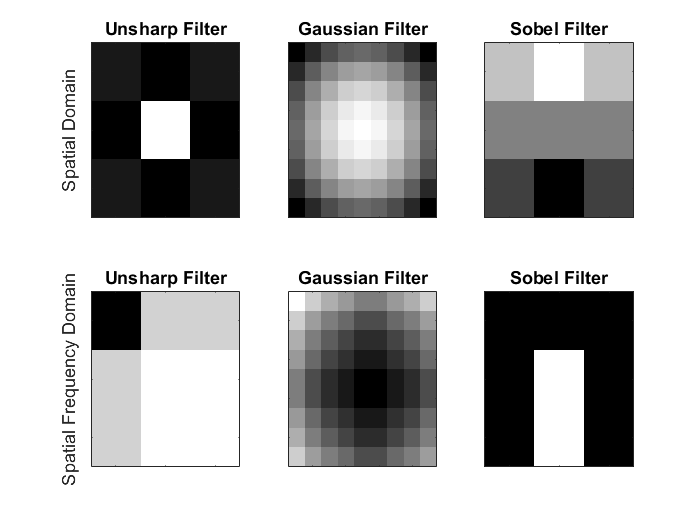 Unsharp Filter
Gaussian Filter
Sobel Filter
Spatial Domain
Unsharp Filter
Gaussian Filter
Sobel Filter
Spatial Frequency Domain